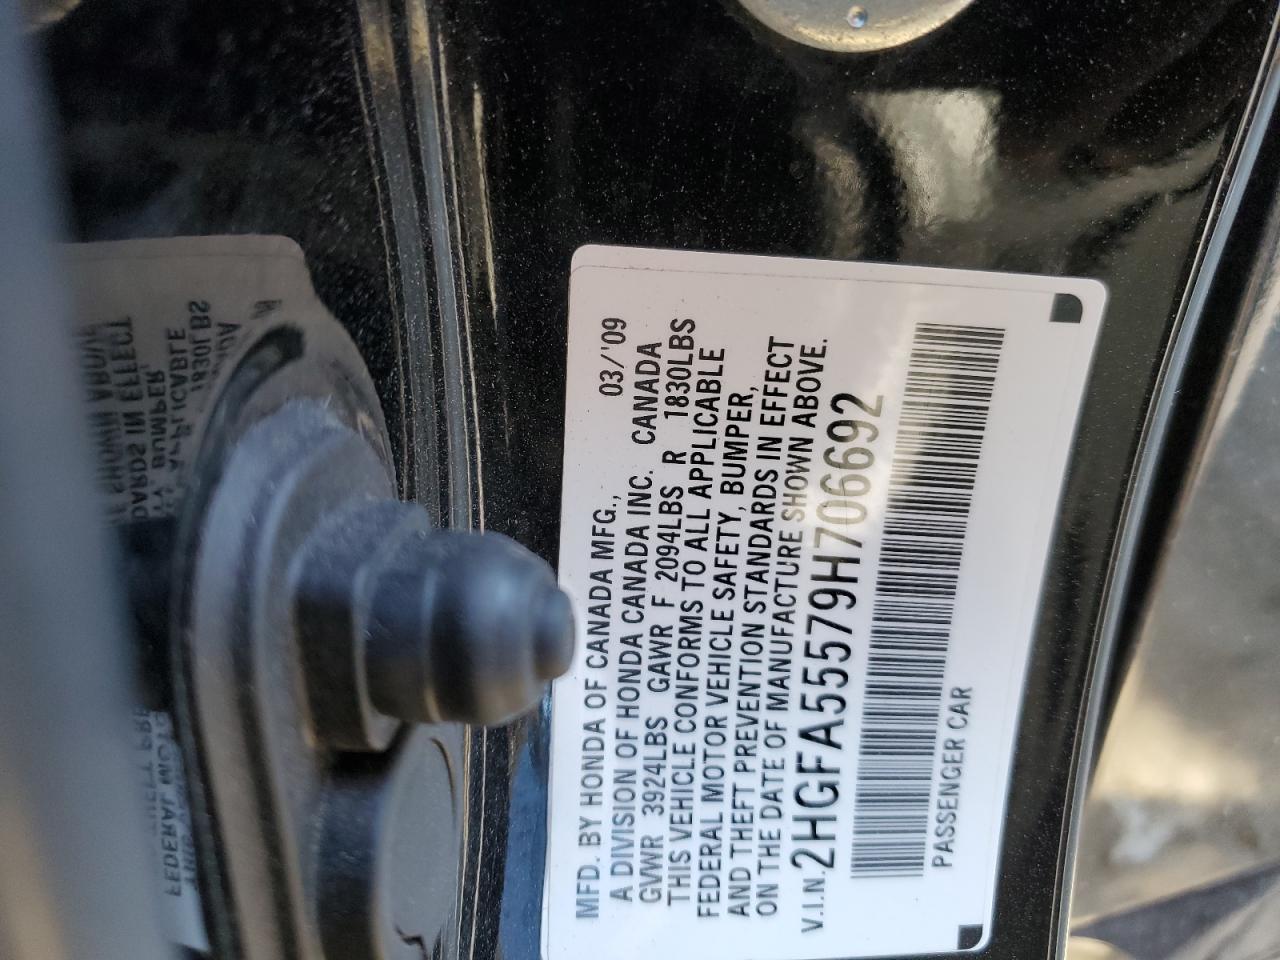 MFD. BY HONDA OF CANADA MFG., 03/'09
A DIVISION OF HONDA CANADA INC. CANADA
GVWR 3924LBS GAWR F 2094LBS R 1830LBS
THIS VEHICLE CONFORMS TO ALL APPLICABLE
FEDERAL MOTOR VEHICLE SAFETY, BUMPER,
AND THEFT PREVENTION STANDARDS IN EFFECT
ON THE DATE OF MANUFACTURE SHOWN ABOVE.
V.I.N. 2HGFA55579H706692
PASSENGER CAR